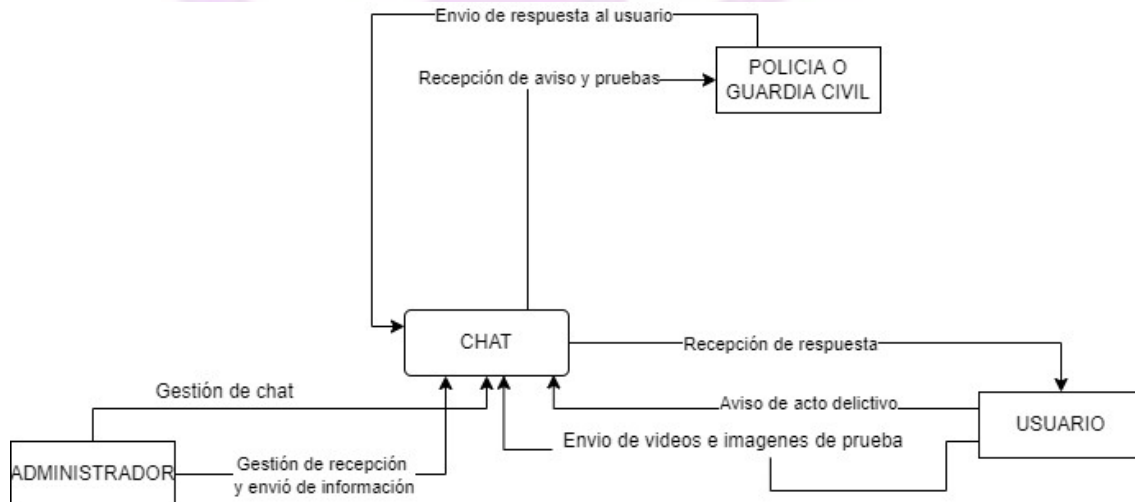 Envio de respuesta al usuario
Recepción de aviso y pruebas
POLICIA O
GUARDIA CIVIL
CHAT
Recepción de respuesta
Gestión de chat
Aviso de acto delictivo
USUARIO
Envio de videos e imagenes de prueba
ADMINISTRADOR
Gestión de recepción
y envió de información